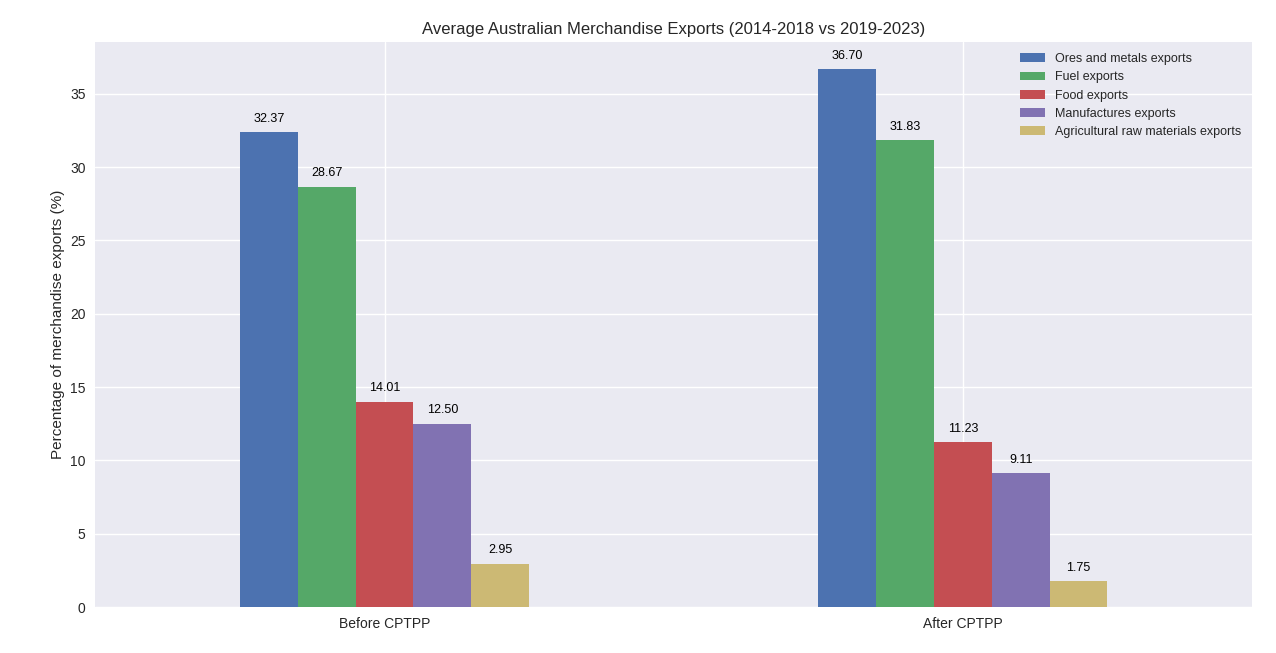 Average Australian Merchandise Exports (2014-2018 vs 2019-2023)
Percentage of merchandise exports (%)
35
30
25
20
15
10
5
0
32.37
28.67
14.01
12.50
2.95
36.70
31.83
11.23
9.11
1.75
Ores and metals exports
Fuel exports
Food exports
Manufactures exports
Agricultural raw materials exports
Before CPTPP
After CPTPP